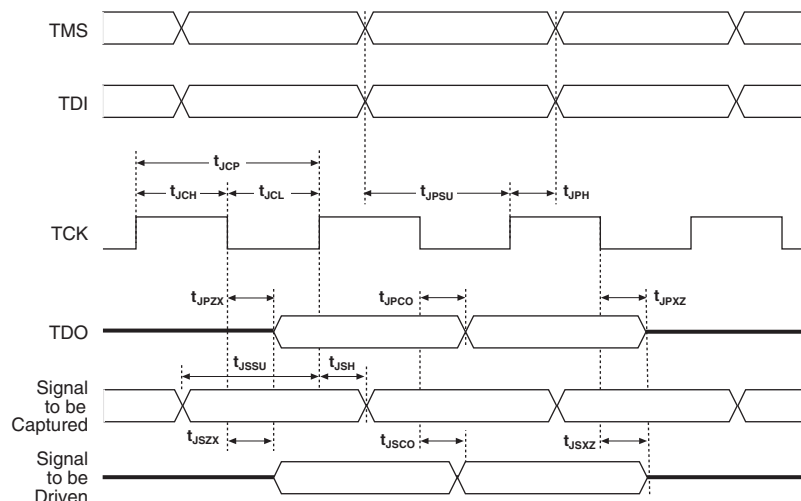 TMS
TDI
tJCP
tJCH
tJCL
tJPSU
tJPH
TCK
tJPZX
tJPCO
tJPXZ
TDO
tJSSU
tJSH
Signal
to be
Captured
tJSZX
tJSCO
tJSXZ
Signal
to be
Driven